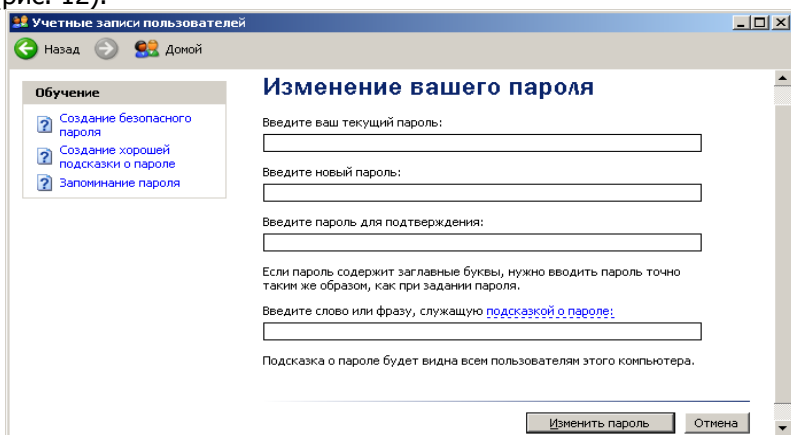 (рис. 12).
Учетные записи пользователей
Назад Домой
Обучение
Создание безопасного
пароля
Создание хорошей
подсказки о пароле
Запоминание пароля
Изменение вашего пароля
Введите ваш текущий пароль:
Введите новый пароль:
Введите пароль для подтверждения:
Если пароль содержит заглавные буквы, нужно вводить пароль точно
таким же образом, как при задании пароля.
Введите слово или фразу, служащую подсказкой о пароле:
Подсказка о пароле будет видна всем пользователям этого компьютера.
Изменить пароль Отмена